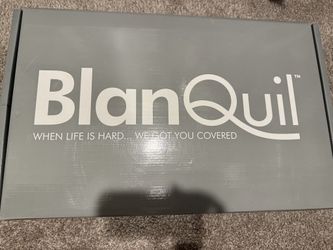 BlanQuil™
WHEN LIFE IS HARD... WE GOT YOU COVERED